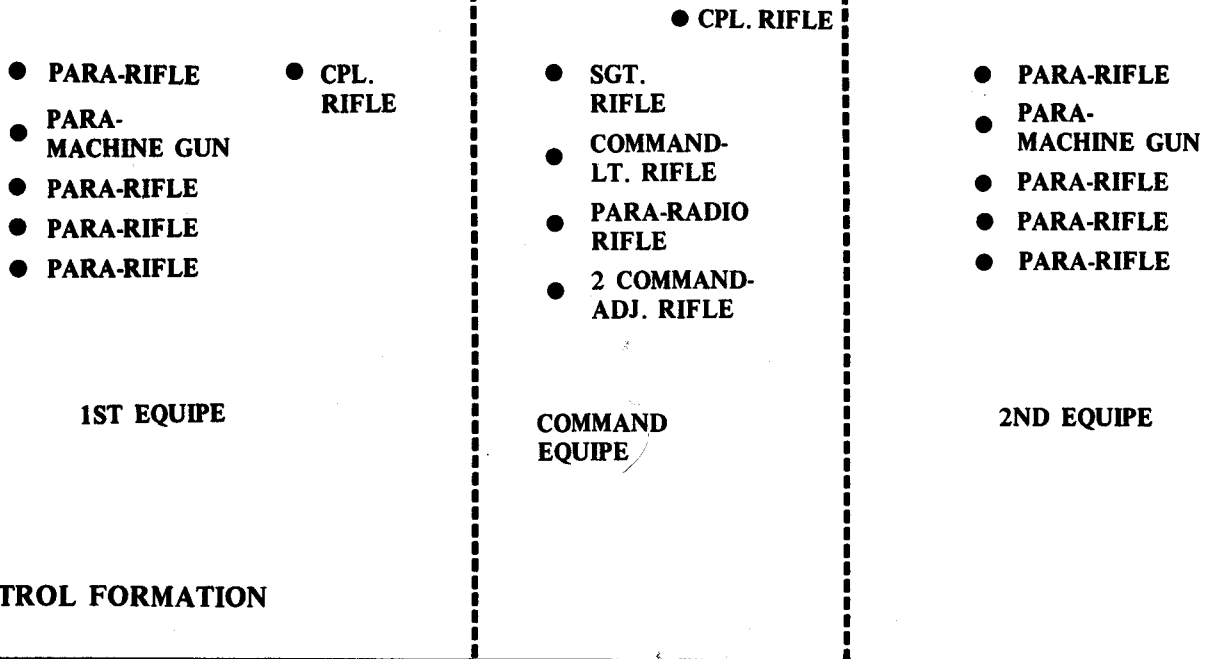 CPL. RIFLE
PARA-RIFLE
PARA-
MACHINE GUN
PARA-RIFLE
PARA-RIFLE
PARA-RIFLE
CPL.
RIFLE
1ST EQUIPE
SGT.
RIFLE
COMMAND-
LT. RIFLE
PARA-RADIO
RIFLE
2 COMMAND-
ADJ. RIFLE
COMMAND
EQUIPE
PARA-RIFLE
PARA-
MACHINE GUN
PARA-RIFLE
PARA-RIFLE
PARA-RIFLE
2ND EQUIPE
TROL FORMATION